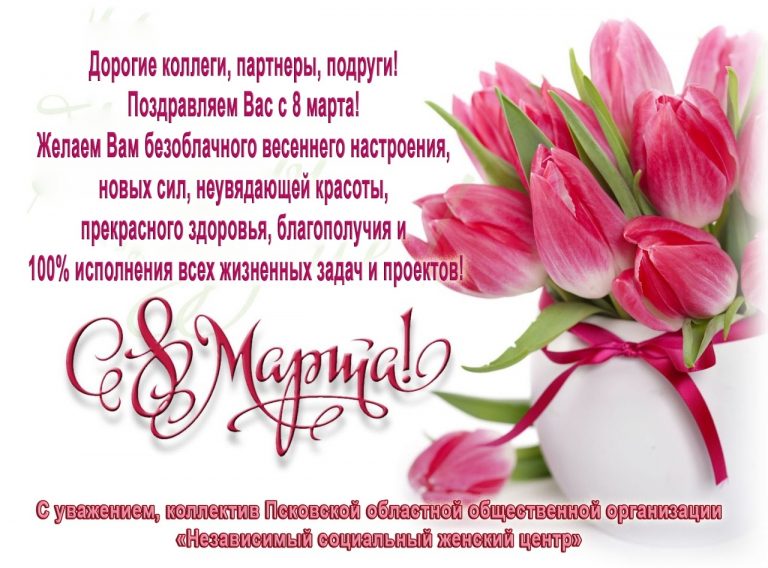 Дорогие коллеги, партнеры, подруги!
Поздравляем Вас с 8 марта!
Желаем Вам безоблачного весеннего настроения,
новых сил, неувядающей красоты,
прекрасного здоровья, благополучия и
100% исполнения всех жизненных задач и проектов!
С 8 Марта!
С уважением, коллектив Псковской областной общественной организации
«Независимый социальный женский центр»